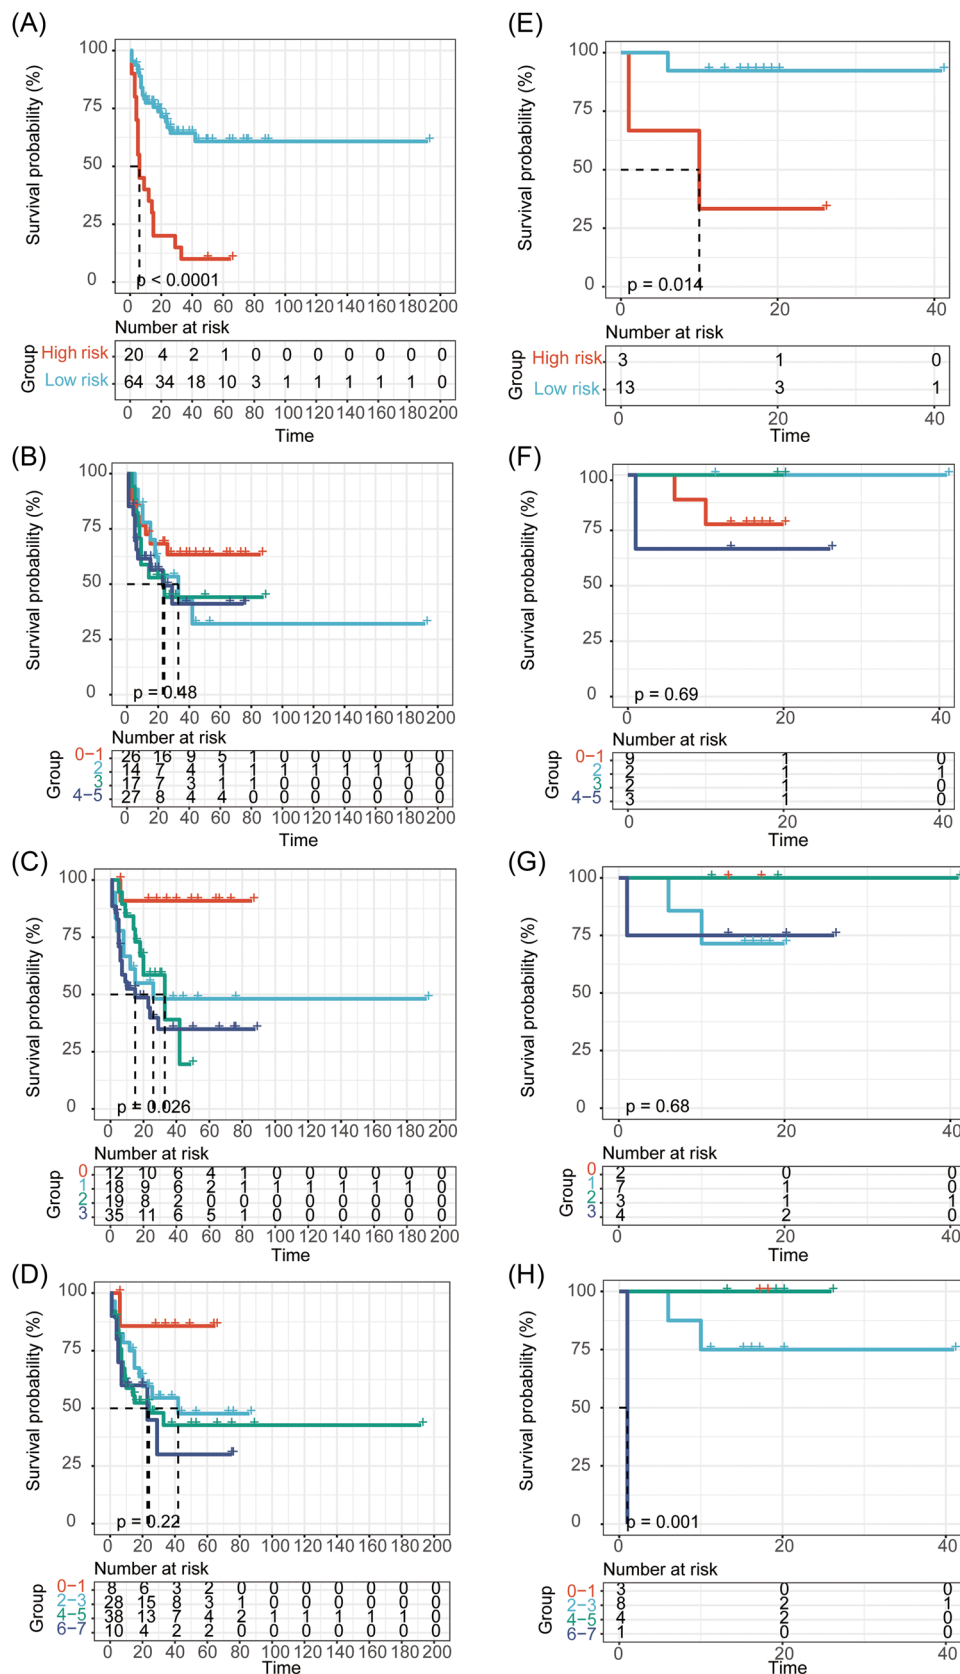 (A)
Survival probability (%)
100
75
50
25
0
p < 0.0001
0 20 40 60 80 100 120 140 160 180 200
Number at risk
Group
High risk 20 4 2 1 0 0 0 0 0 0 0
Low risk 64 34 18 10 3 1 1 1 1 1 0
0 20 40 60 80 100 120 140 160 180 200
Time
(E)
Survival probability (%)
100
75
50
25
0
p = 0.014
0 20 40
Number at risk
Group
High risk 3 1 0
Low risk 13 3 1
0 20 40
Time
(B)
Survival probability (%)
100
75
50
25
0
p = 0.48
0 20 40 60 80 100 120 140 160 180 200
Number at risk
Group
0−1 26 16 9 5 1 0 0 0 0 0 0
2 14 7 4 1 1 1 1 1 1 1 0
3 17 7 3 1 1 0 0 0 0 0 0
4−5 27 8 4 4 0 0 0 0 0 0 0
0 20 40 60 80 100 120 140 160 180 200
Time
(F)
Survival probability (%)
100
75
50
25
0
p = 0.69
0 20 40
Number at risk
Group
0−1 9 1 0
2 2 1 1
3 2 1 0
4−5 3 1 0
0 20 40
Time
(C)
Survival probability (%)
100
75
50
25
0
p = 0.026
0 20 40 60 80 100 120 140 160 180 200
Number at risk
Group
0 12 10 6 4 1 0 0 0 0 0 0
1 18 9 6 2 1 1 1 1 1 1 0
2 19 8 2 0 0 0 0 0 0 0 0
3 35 11 6 5 1 0 0 0 0 0 0
0 20 40 60 80 100 120 140 160 180 200
Time
(G)
Survival probability (%)
100
75
50
25
0
p = 0.68
0 20 40
Number at risk
Group
0 2 0 0
1 7 1 0
2 3 1 1
3 4 2 0
0 20 40
Time
(D)
Survival probability (%)
100
75
50
25
0
p = 0.22
0 20 40 60 80 100 120 140 160 180 200
Number at risk
Group
0−1 8 6 3 2 0 0 0 0 0 0 0
2−3 28 15 8 3 1 0 0 0 0 0 0
4−5 38 13 7 4 2 1 1 1 1 1 0
6−7 10 4 2 2 0 0 0 0 0 0 0
0 20 40 60 80 100 120 140 160 180 200
Time
(H)
Survival probability (%)
100
75
50
25
0
p = 0.001
0 20 40
Number at risk
Group
0−1 3 0 0
2−3 8 2 1
4−5 4 2 0
6−7 1 0 0
0 20 40
Time